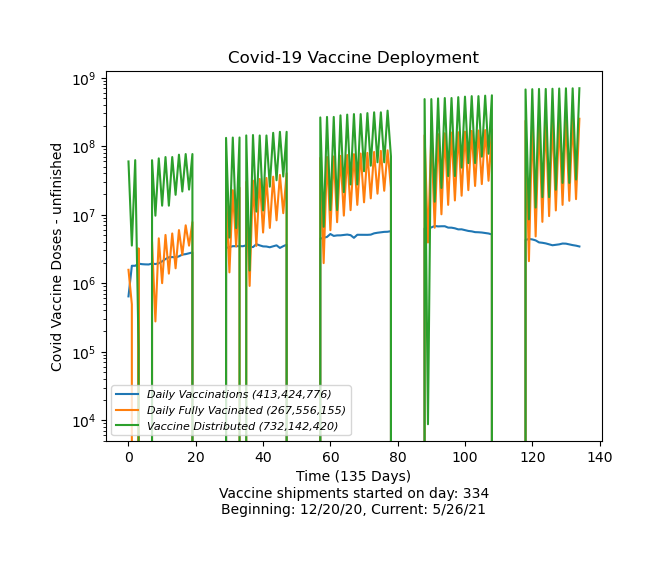 Covid-19 Vaccine Deployment
10⁹
10⁸
10⁷
10⁶
10⁵
10⁴
Covid Vaccine Doses - unfinished
Daily Vaccinations (413,424,776)
Daily Fully Vacinated (267,556,155)
Vaccine Distributed (732,142,420)
0 20 40 60 80 100 120 140
Time (135 Days)
Vaccine shipments started on day: 334
Beginning: 12/20/20, Current: 5/26/21